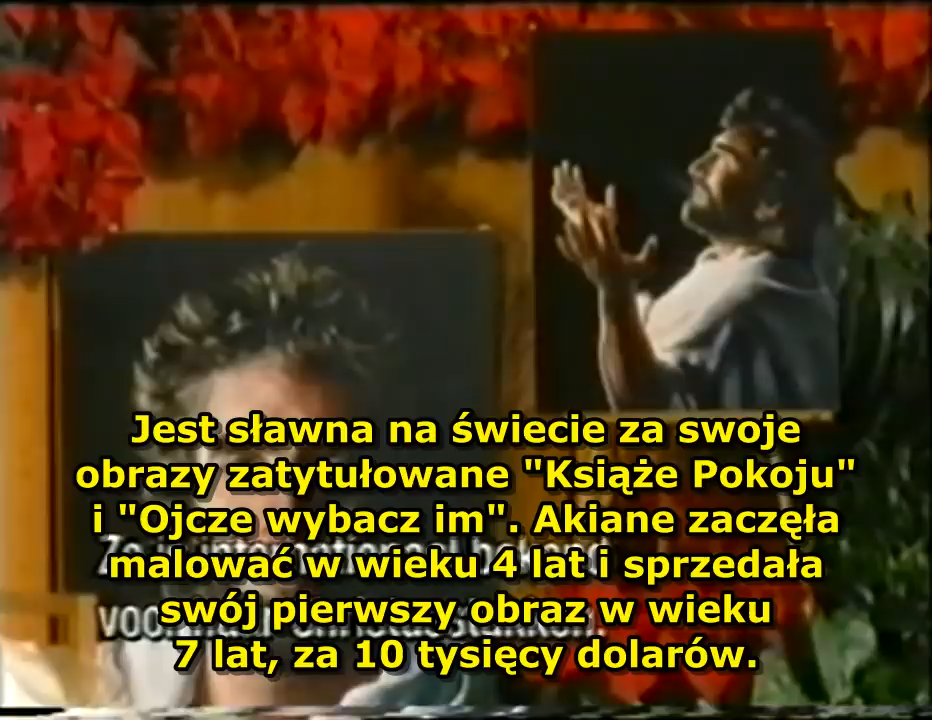 Jest sławna na świecie za swoje
obrazy zatytułowane "Książe Pokoju"
i "Ojcze wybacz im". Akiane zaczęła
malować w wieku 4 lat i sprzedała
swój pierwszy obraz w wieku
7 lat, za 10 tysięcy dolarów.